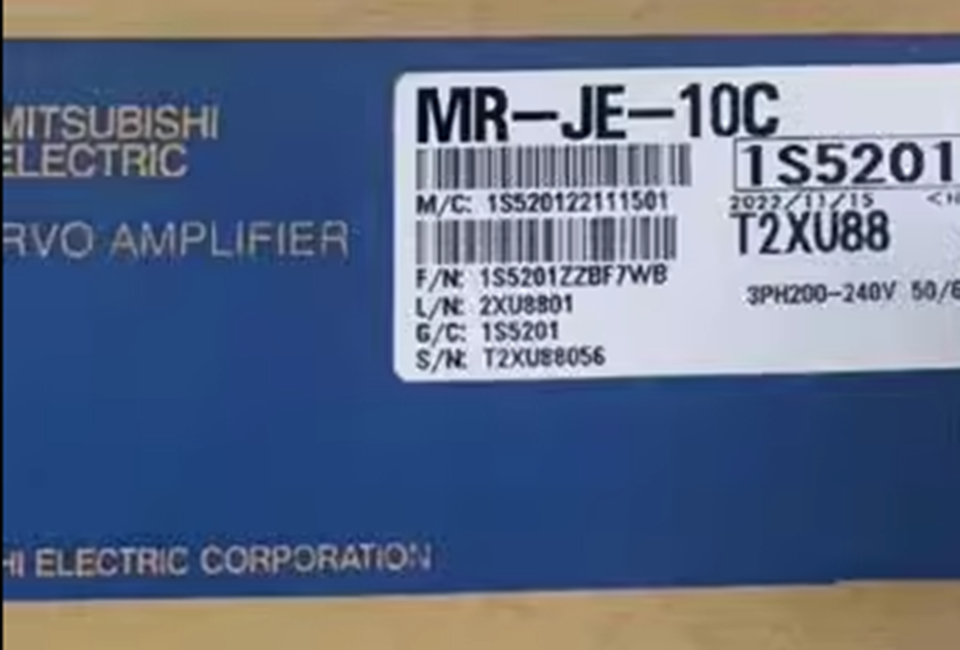 MITSUBISHI
ELECTRIC
RVO AMPLIFIER
MR-JE-10C
1S5201
M/C: 1S520122111501
2022/11/15
T2XU88
F/N: 1S5201ZZBF7WB
3PH200-240V 50/6
L/N: 2XU8801
G/C: 1S5201
S/N: T2XU88056
HI ELECTRIC CORPORATION